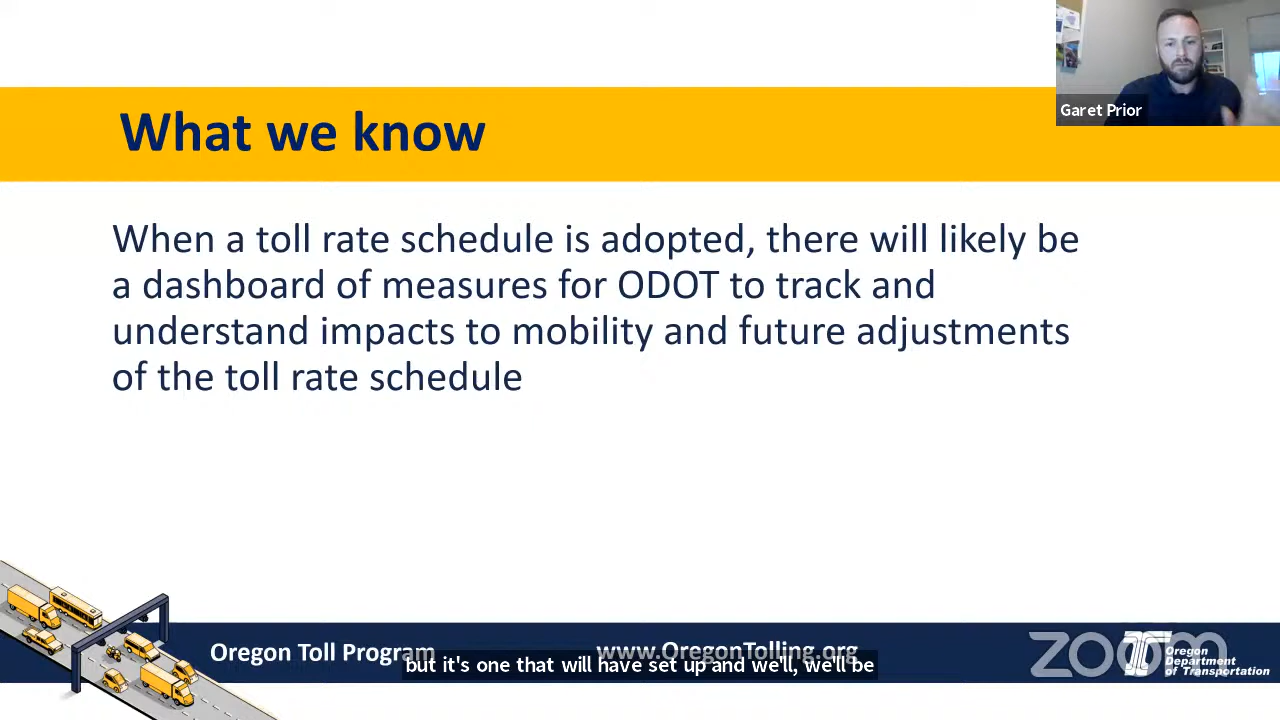 Garet Prior
What we know
When a toll rate schedule is adopted, there will likely be
a dashboard of measures for ODOT to track and
understand impacts to mobility and future adjustments
of the toll rate schedule
Oregon Toll Program
www.OregonTolling.org
but it's one that will have set up and we'll, we'll be
zoom
Oregon
Department
of Transportation